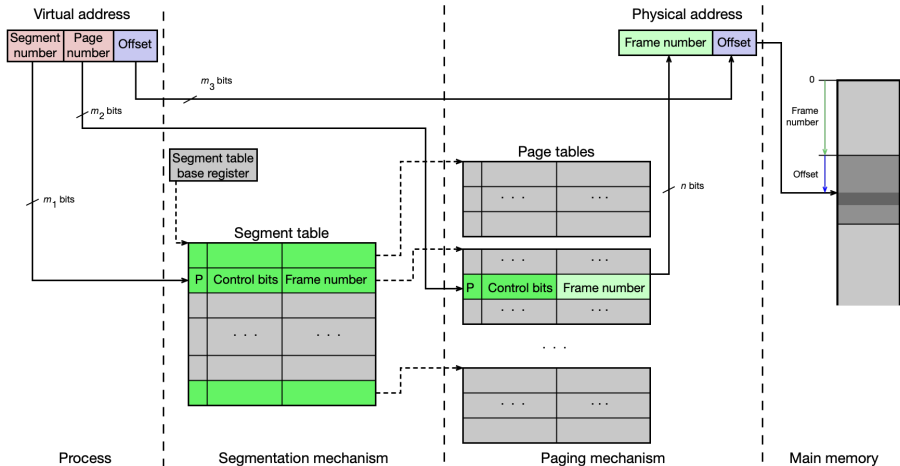 Virtual address
Physical address
Segment number
Page number
Offset
Frame number
Offset
m3 bits
m2 bits
m1 bits
n bits
0
Frame number
Offset
Segment table
base register
Page tables
. . .
. . .
Segment table
. . .
. . .
P
Control bits
Frame number
P
Control bits
Frame number
. . .
. . .
. . .
. . .
. . .
. . .
. . .
Process
Segmentation mechanism
Paging mechanism
Main memory